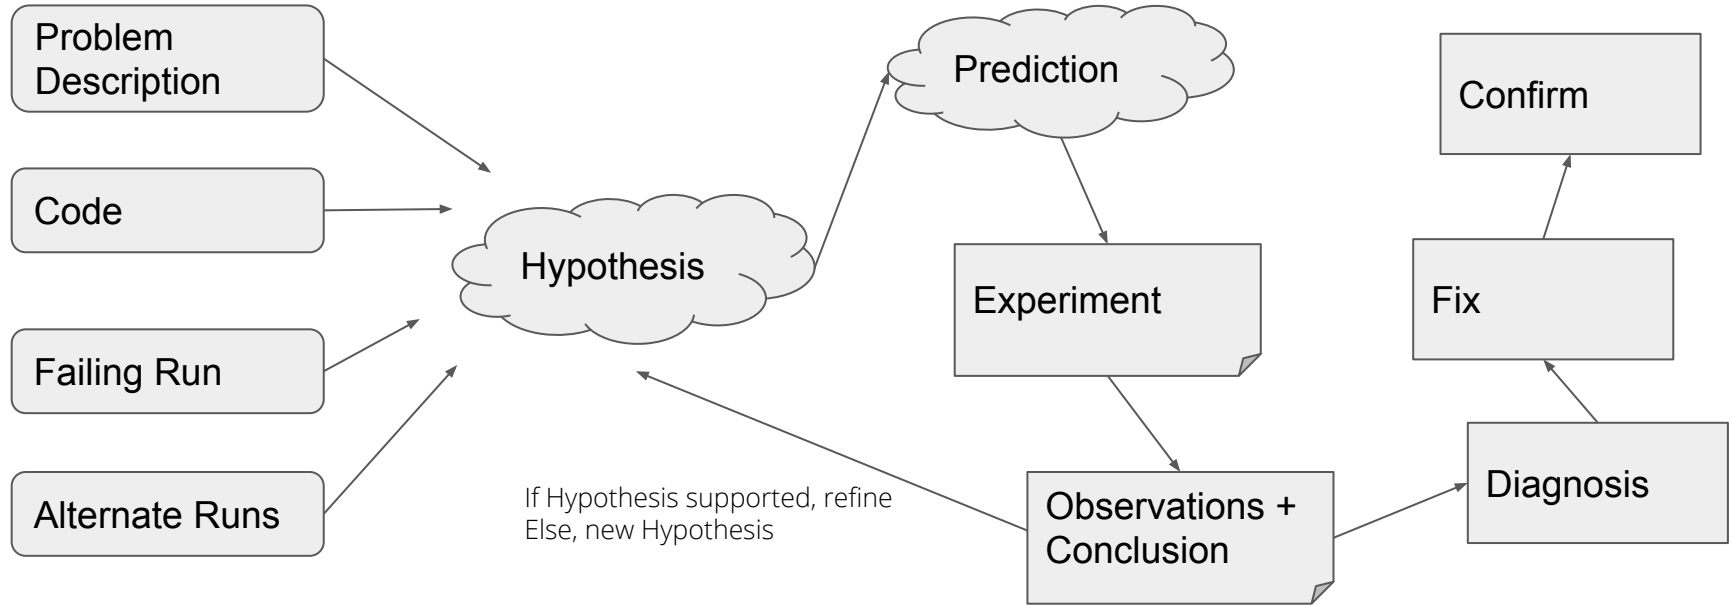 Problem
Description
Code
Failing Run
Alternate Runs
Hypothesis
If Hypothesis supported, refine
Else, new Hypothesis
Prediction
Experiment
Observations +
Conclusion
Diagnosis
Fix
Confirm